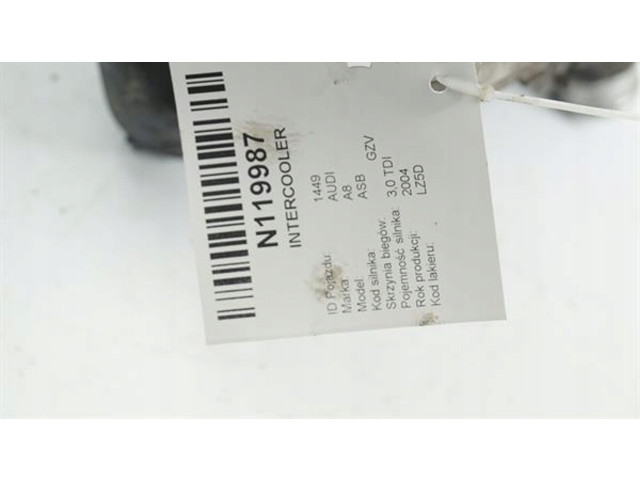 N119987
INTERCOOLER
ID Pojazdu: 1449
Marka: AUDI
Model: A8
Kod silnika: ASB
Skrzynia biegów: GZV
Pojemność silnika: 3,0 TDI
Rok produkcji: 2004
Kod lakieru: LZ5D